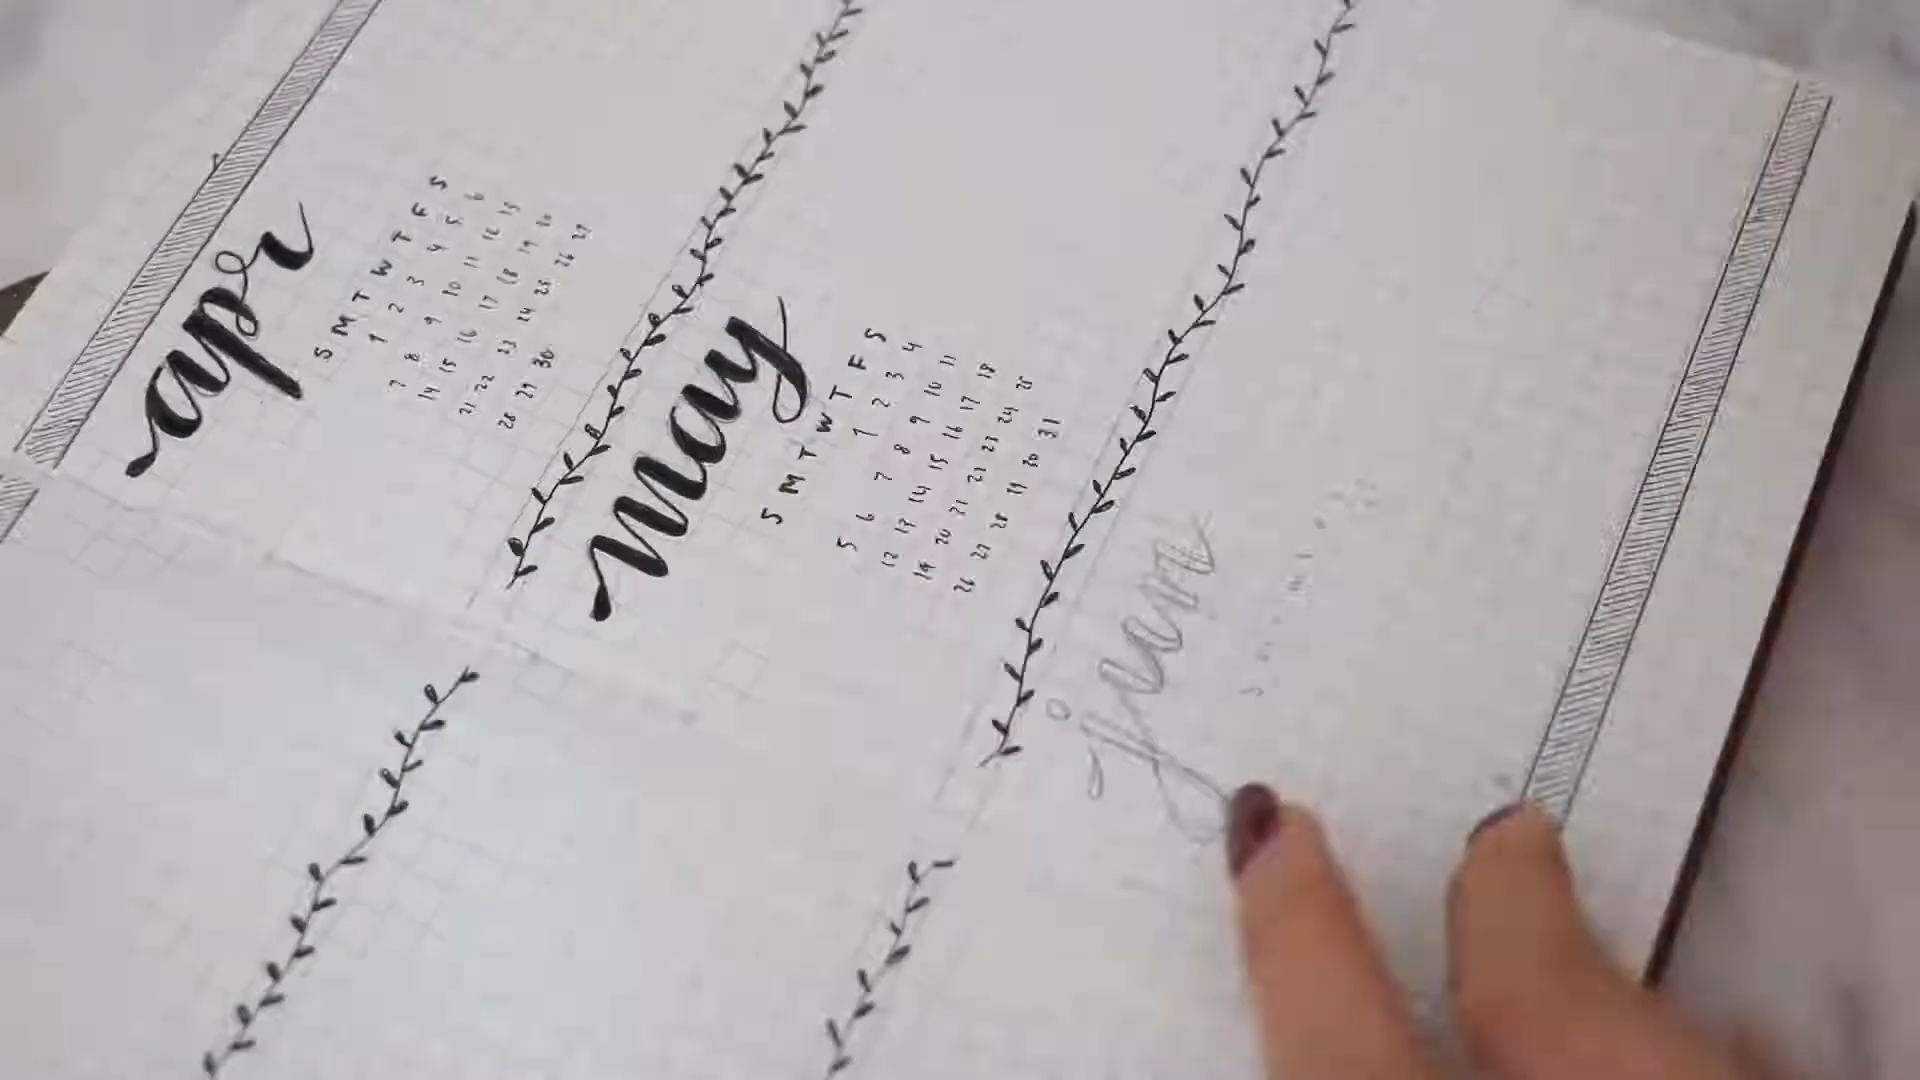 apr
S M T W T F S
1 2 3 4 5 6
7 8 9 10 11 12 13
14 15 16 17 18 19 20
21 22 23 24 25 26 27
28 29 30
may
S M T W T F S
1 2 3 4
5 6 7 8 9 10 11
12 13 14 15 16 17 18
19 20 21 22 23 24 25
26 27 28 29 30 31
jun